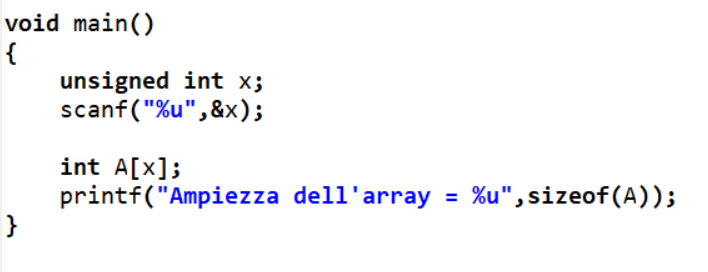 void main()
{
unsigned int x;
scanf("%u",&x);
int A[x];
printf("Ampiezza dell'array = %u",sizeof(A));
}